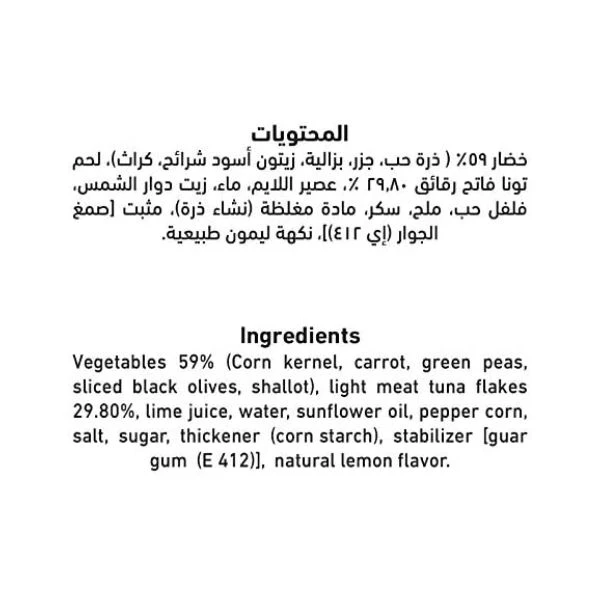 المحتويات
خضار ٥٩٪ ( ذرة حب، جزر، بزالية، زيتون أسود شرائح، كراث)، لحم
تونا فاتح رقائق ٢٩,٨٠ ٪، عصير اللايم، ماء، زيت دوار الشمس،
فلفل حب، ملح، سكر، مادة مغلظة (نشاء ذرة)، مثبت [صمغ
الجوار (إي ٤١٢)]، نكهة ليمون طبيعية.
Ingredients
Vegetables 59% (Corn kernel, carrot, green peas,
sliced black olives, shallot), light meat tuna flakes
29.80%, lime juice, water, sunflower oil, pepper corn,
salt, sugar, thickener (corn starch), stabilizer [guar
gum (E 412)], natural lemon flavor.